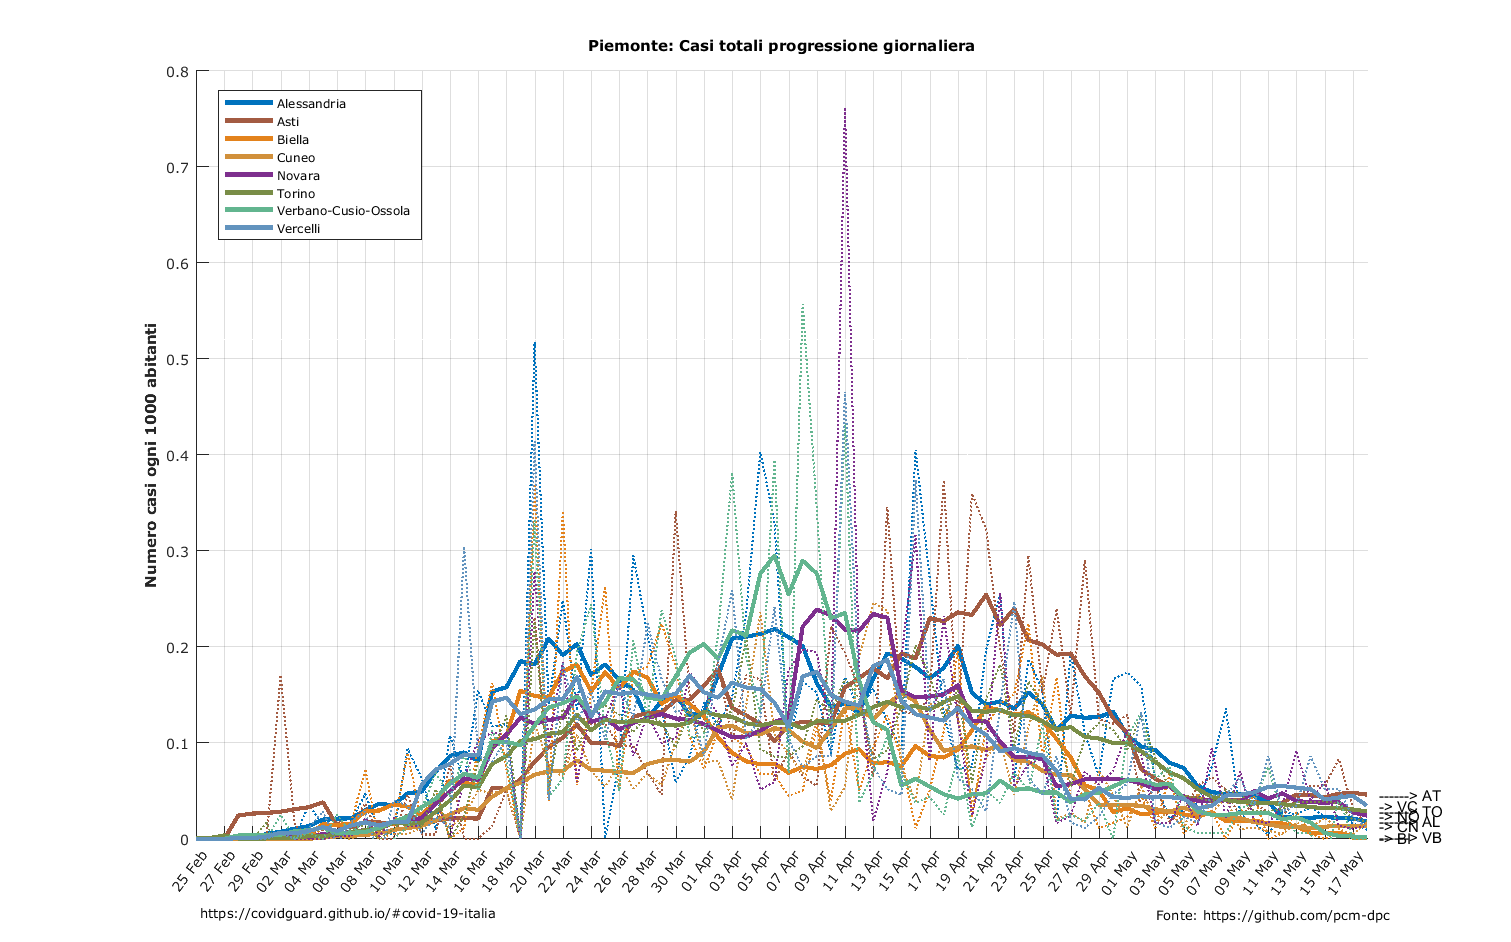 Piemonte: Casi totali progressione giornaliera
Numero casi ogni 1000 abitanti
0.8
0.7
0.6
0.5
0.4
0.3
0.2
0.1
0
Alessandria
Asti
Biella
Cuneo
Novara
Torino
Verbano-Cusio-Ossola
Vercelli
------> AT
-> VC
------> TO
-> NO
------> AL
-> CN
-> BI
------> VB
25 Feb
27 Feb
29 Feb
02 Mar
04 Mar
06 Mar
08 Mar
10 Mar
12 Mar
14 Mar
16 Mar
18 Mar
20 Mar
22 Mar
24 Mar
26 Mar
28 Mar
30 Mar
01 Apr
03 Apr
05 Apr
07 Apr
09 Apr
11 Apr
13 Apr
15 Apr
17 Apr
19 Apr
21 Apr
23 Apr
25 Apr
27 Apr
29 Apr
01 May
03 May
05 May
07 May
09 May
11 May
13 May
15 May
17 May
https://covidguard.github.io/#covid-19-italia
Fonte: https://github.com/pcm-dpc